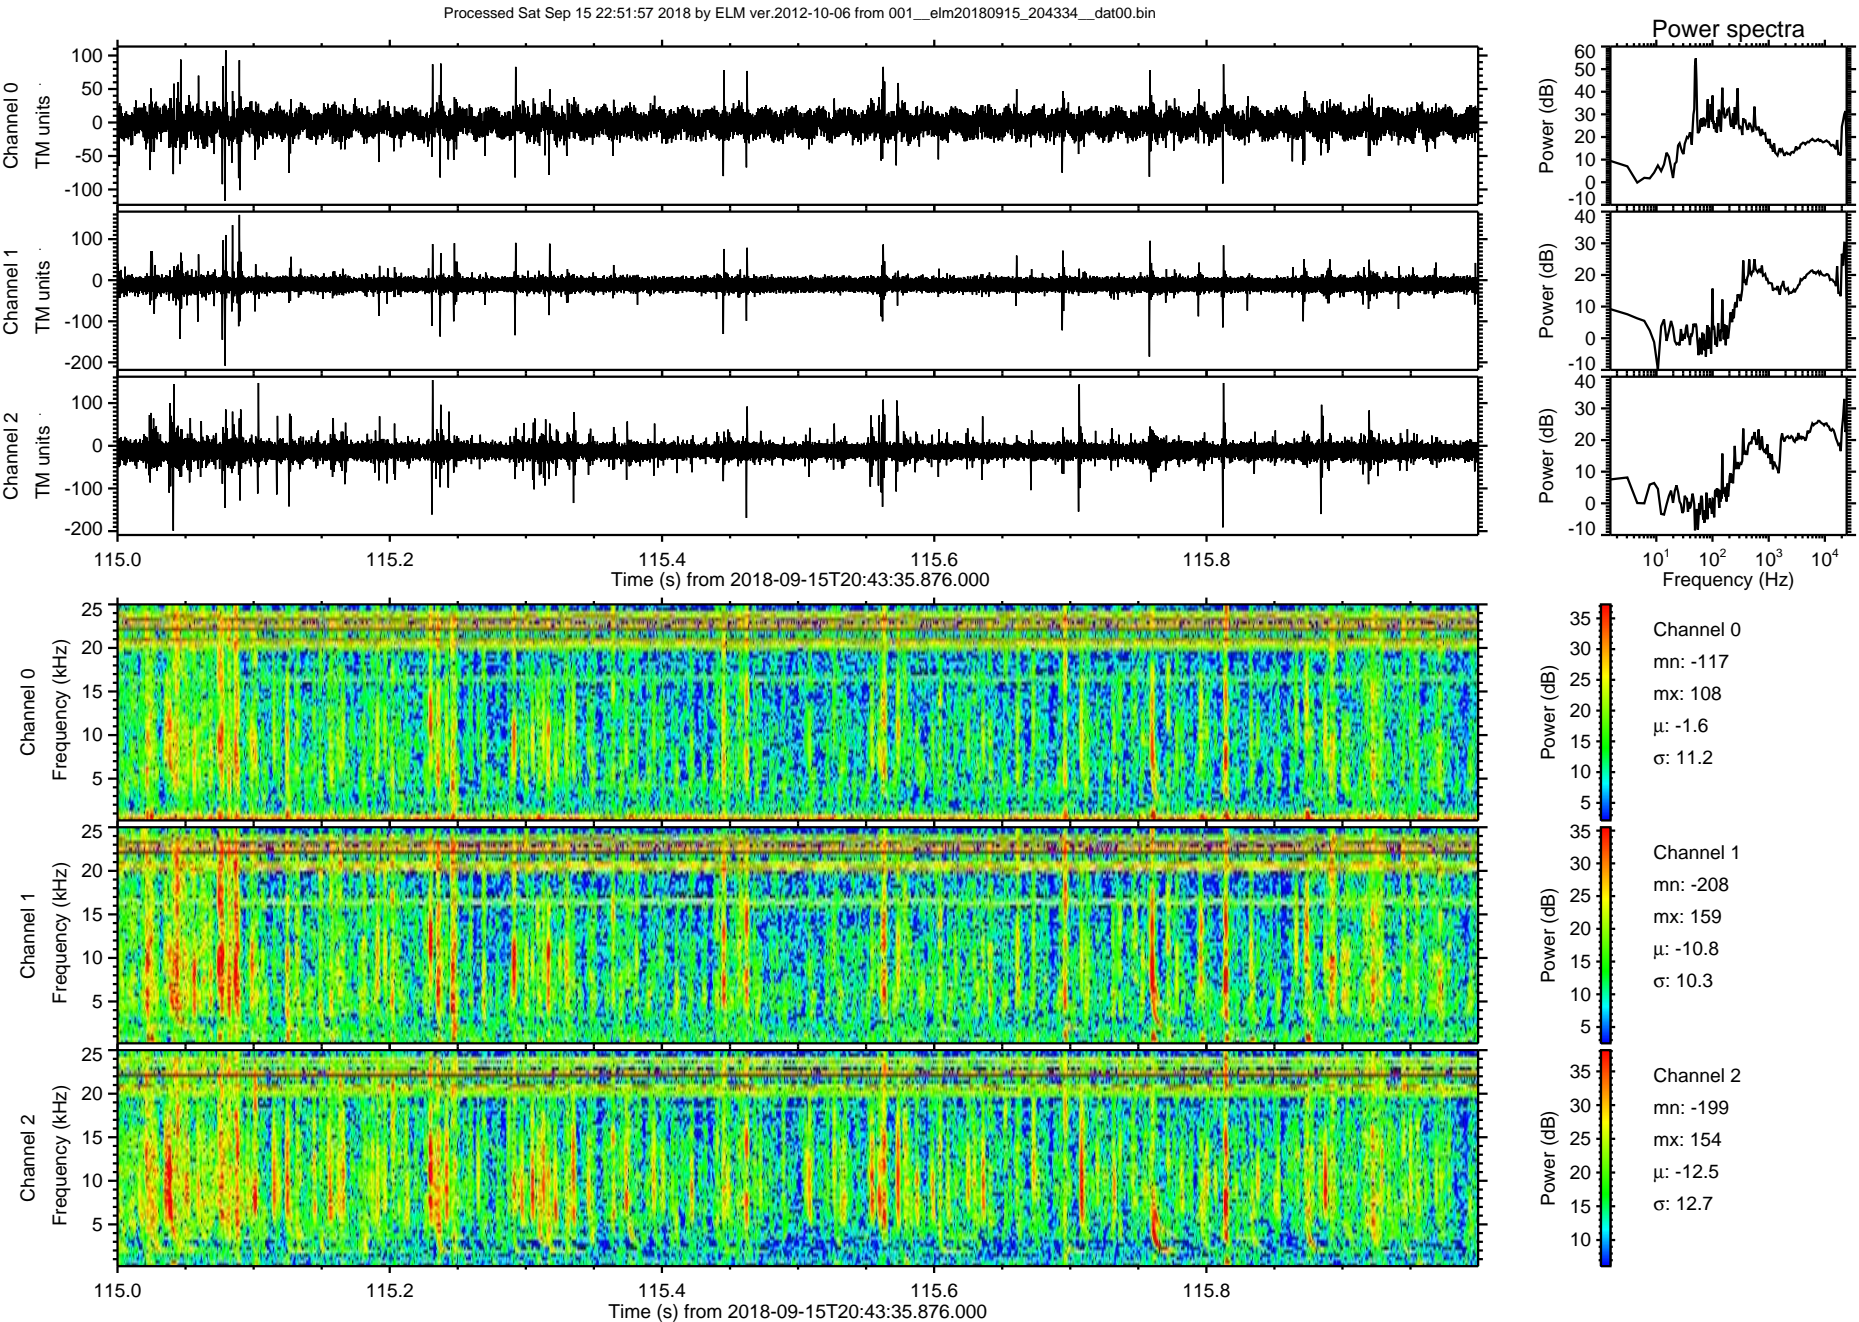 Processed Sat Sep 15 22:51:57 2018 by ELM ver.2012-10-06 from 001__elm20180915_204334__dat00.bin
Power spectra
Channel 0
TM units
100
50
0
-50
-100
Power (dB)
60
50
40
30
20
10
0
-10
Channel 1
TM units
100
0
-100
-200
Power (dB)
40
30
20
10
0
-10
Channel 2
TM units
100
0
-100
-200
Power (dB)
40
30
20
10
0
-10
115.0 115.2 115.4 115.6 115.8
Time (s) from 2018-09-15T20:43:35.876.000
10^1 10^2 10^3 10^4
Frequency (Hz)
Channel 0
Frequency (kHz)
25
20
15
10
5
Power (dB)
35
30
25
20
15
10
5
Channel 0
mn: -117
mx: 108
μ: -1.6
σ: 11.2
Channel 1
Frequency (kHz)
25
20
15
10
5
Power (dB)
35
30
25
20
15
10
5
Channel 1
mn: -208
mx: 159
μ: -10.8
σ: 10.3
Channel 2
Frequency (kHz)
25
20
15
10
5
Power (dB)
35
30
25
20
15
10
Channel 2
mn: -199
mx: 154
μ: -12.5
σ: 12.7
115.0 115.2 115.4 115.6 115.8
Time (s) from 2018-09-15T20:43:35.876.000